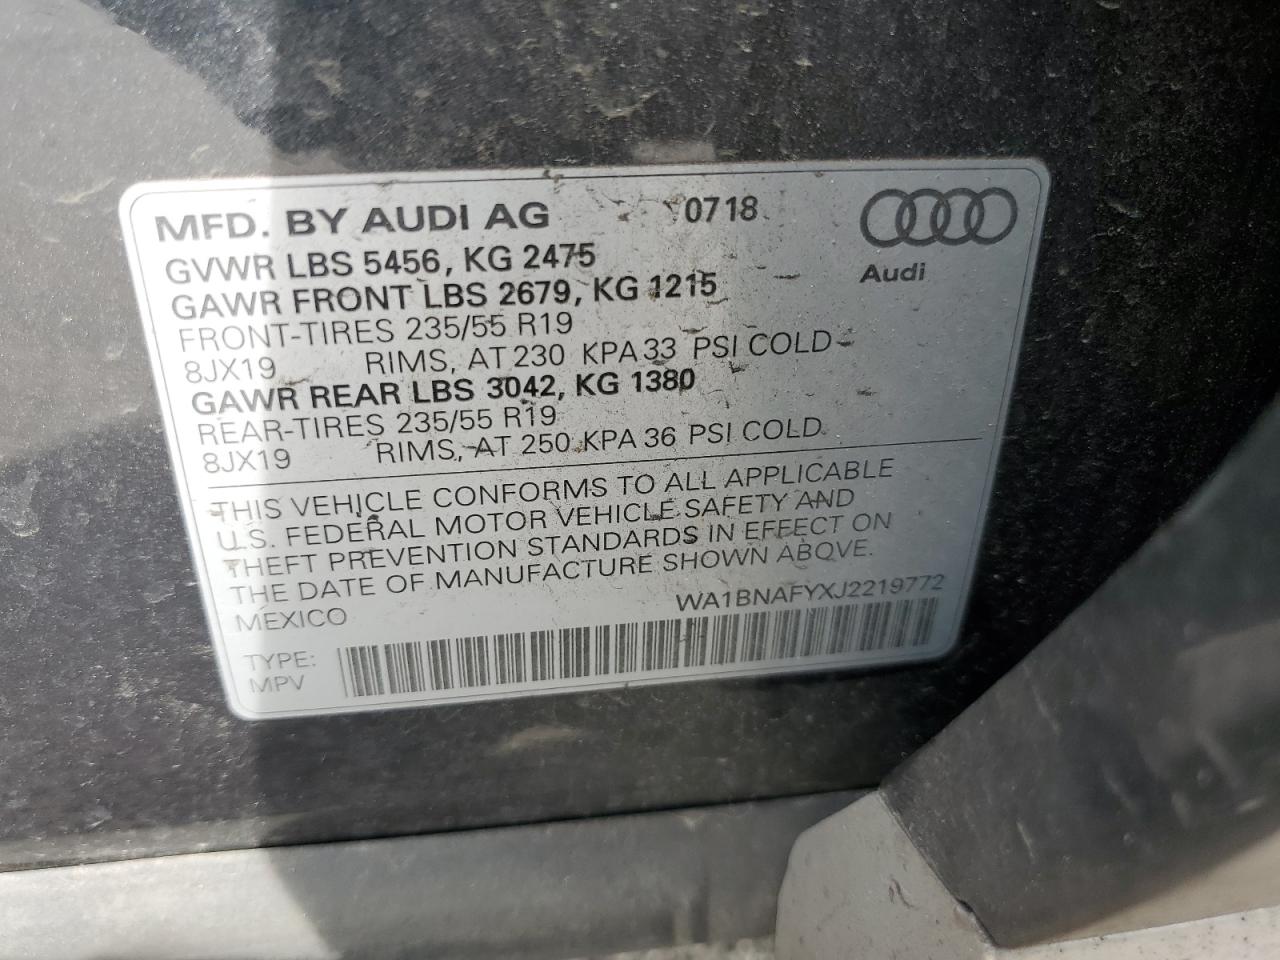 MFD. BY AUDI AG 0718
Audi
GVWR LBS 5456, KG 2475
GAWR FRONT LBS 2679, KG 1215
FRONT-TIRES 235/55 R19
8JX19 RIMS, AT 230 KPA 33 PSI COLD
GAWR REAR LBS 3042, KG 1380
REAR-TIRES 235/55 R19
8JX19 RIMS, AT 250 KPA 36 PSI COLD
THIS VEHICLE CONFORMS TO ALL APPLICABLE
U.S. FEDERAL MOTOR VEHICLE SAFETY AND
THEFT PREVENTION STANDARDS IN EFFECT ON
THE DATE OF MANUFACTURE SHOWN ABOVE.
MEXICO WA1BNAFYXJ2219772
TYPE:
MPV